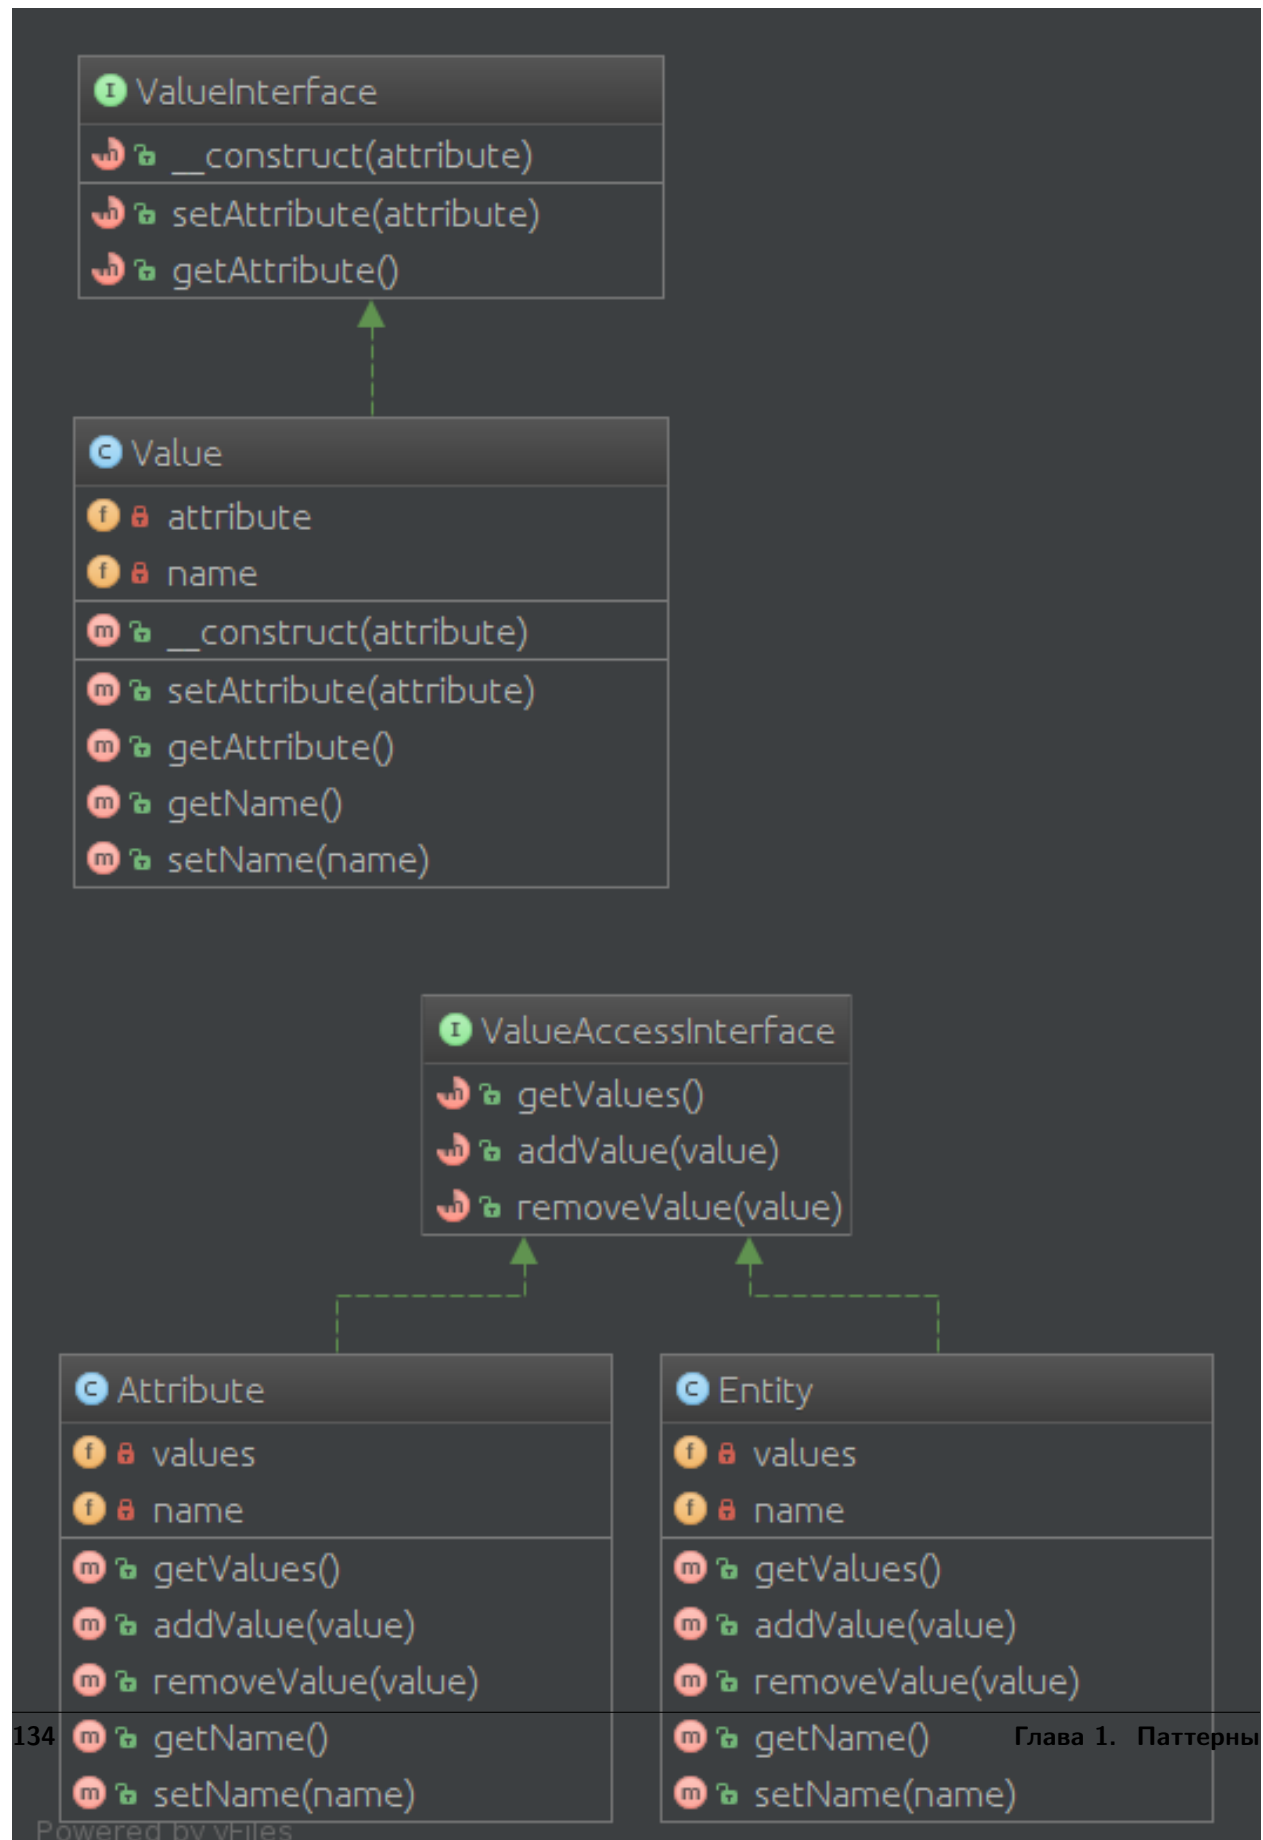 ValueInterface
__construct(attribute)
setAttribute(attribute)
getAttribute()
Value
attribute
name
__construct(attribute)
setAttribute(attribute)
getAttribute()
getName()
setName(name)
ValueAccessInterface
getValues()
addValue(value)
removeValue(value)
Attribute
values
name
getValues()
addValue(value)
removeValue(value)
getName()
setName(name)
Entity
values
name
getValues()
addValue(value)
removeValue(value)
getName()
setName(name)
134
Глава 1. Паттерны
Powered by yFiles